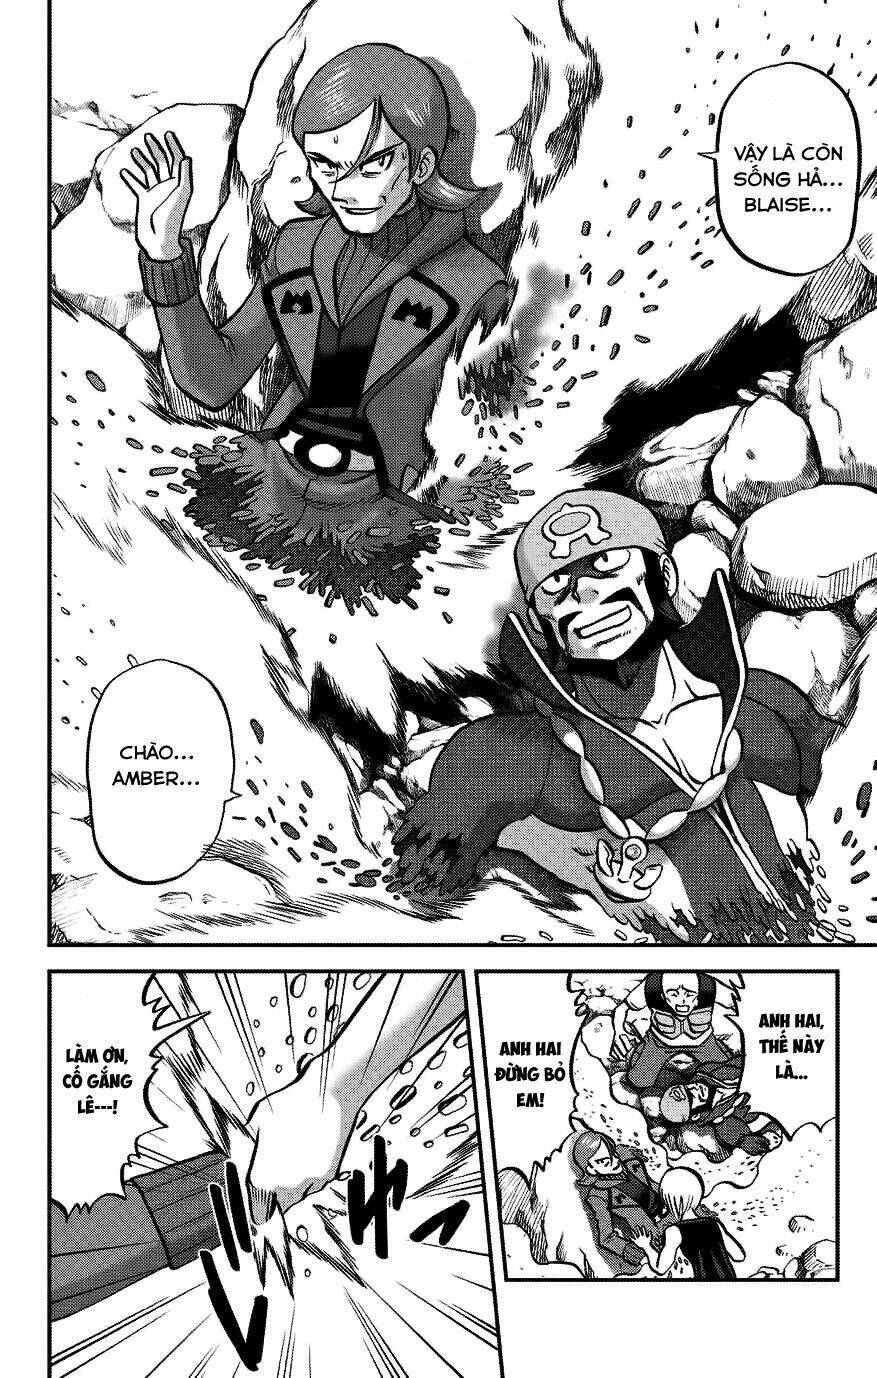 VẬY LÀ CÒN
SỐNG HẢ...
BLAISE...
CHÀO...
AMBER...
ANH HAI,
THẾ NÀY
LÀ...
ANH HAI
ĐỪNG BỎ
EM!
LÀM ƠN,
CỐ GẮNG
LÊ---!